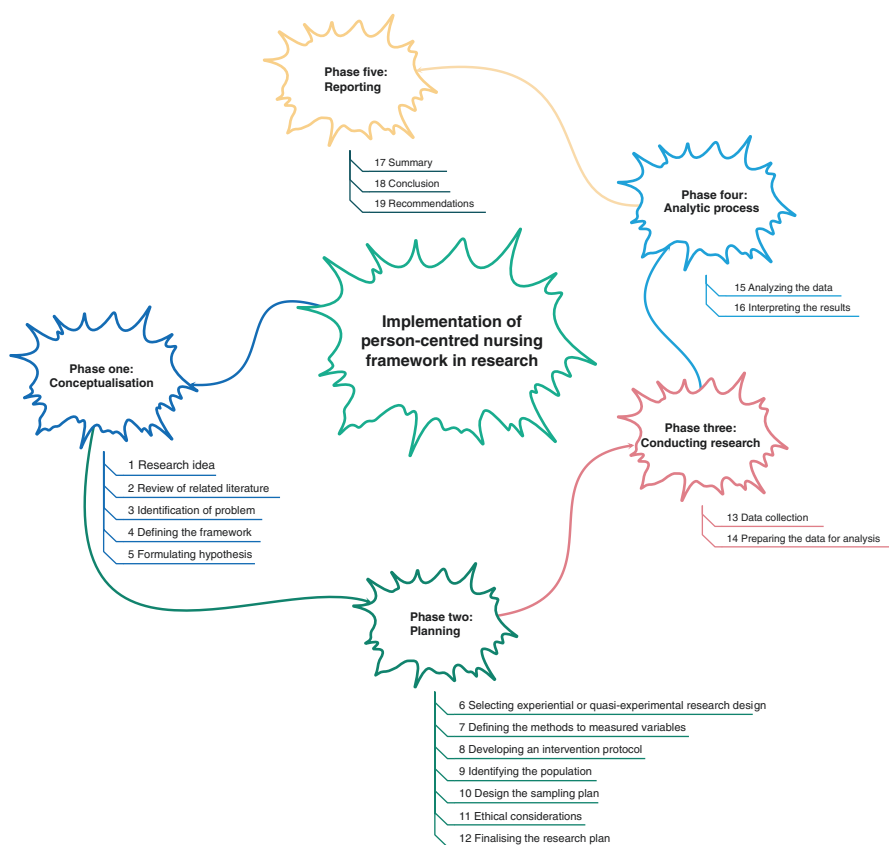 Phase five:
Reporting
17 Summary
18 Conclusion
19 Recommendations
Phase four:
Analytic process
15 Analyzing the data
16 Interpreting the results
Implementation of
person-centred nursing
framework in research
Phase one:
Conceptualisation
1 Research idea
2 Review of related literature
3 Identification of problem
4 Defining the framework
5 Formulating hypothesis
Phase three:
Conducting research
13 Data collection
14 Preparing the data for analysis
Phase two:
Planning
6 Selecting experiential or quasi-experimental research design
7 Defining the methods to measured variables
8 Developing an intervention protocol
9 Identifying the population
10 Design the sampling plan
11 Ethical considerations
12 Finalising the research plan